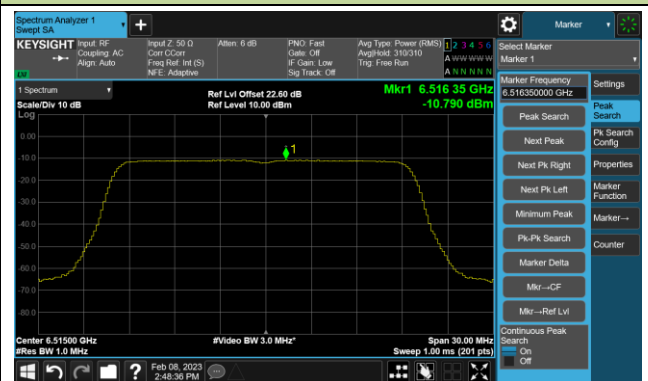 Spectrum Analyzer 1
Swept SA
+
Marker
KEYSIGHT
Input: RF
Coupling: AC
Align: Auto
Input Z: 50 Ω
Corr CCorr
Freq Ref: Int (S)
NFE: Adaptive
Atten: 6 dB
PNO: Fast
Gate: Off
IF Gain: Low
Sig Track: Off
Avg Type: Power (RMS)
Avg|Hold: 310/310
Trig: Free Run
1 2 3 4 5 6
A W W W W W
A N N N N N
Select Marker
Marker 1
LXI
1 Spectrum
Scale/Div 10 dB
Log
Ref Lvl Offset 22.60 dB
Ref Level 10.00 dBm
Mkr1 6.516 35 GHz
-10.790 dBm
Marker Frequency
6.516350000 GHz
Settings
Peak Search
Peak
Search
Next Peak
Pk Search
Config
Next Pk Right
Properties
Next Pk Left
Marker
Function
Minimum Peak
Marker→
Pk-Pk Search
Counter
Marker Delta
Mkr→CF
Mkr→Ref Lvl
Continuous Peak
Search
On
Off
1
0.00
-10.0
-20.0
-30.0
-40.0
-50.0
-60.0
-70.0
-80.0
Center 6.51500 GHz
#Res BW 1.0 MHz
#Video BW 3.0 MHz*
Span 30.00 MHz
Sweep 1.00 ms (201 pts)
?
Feb 08, 2023
2:48:36 PM